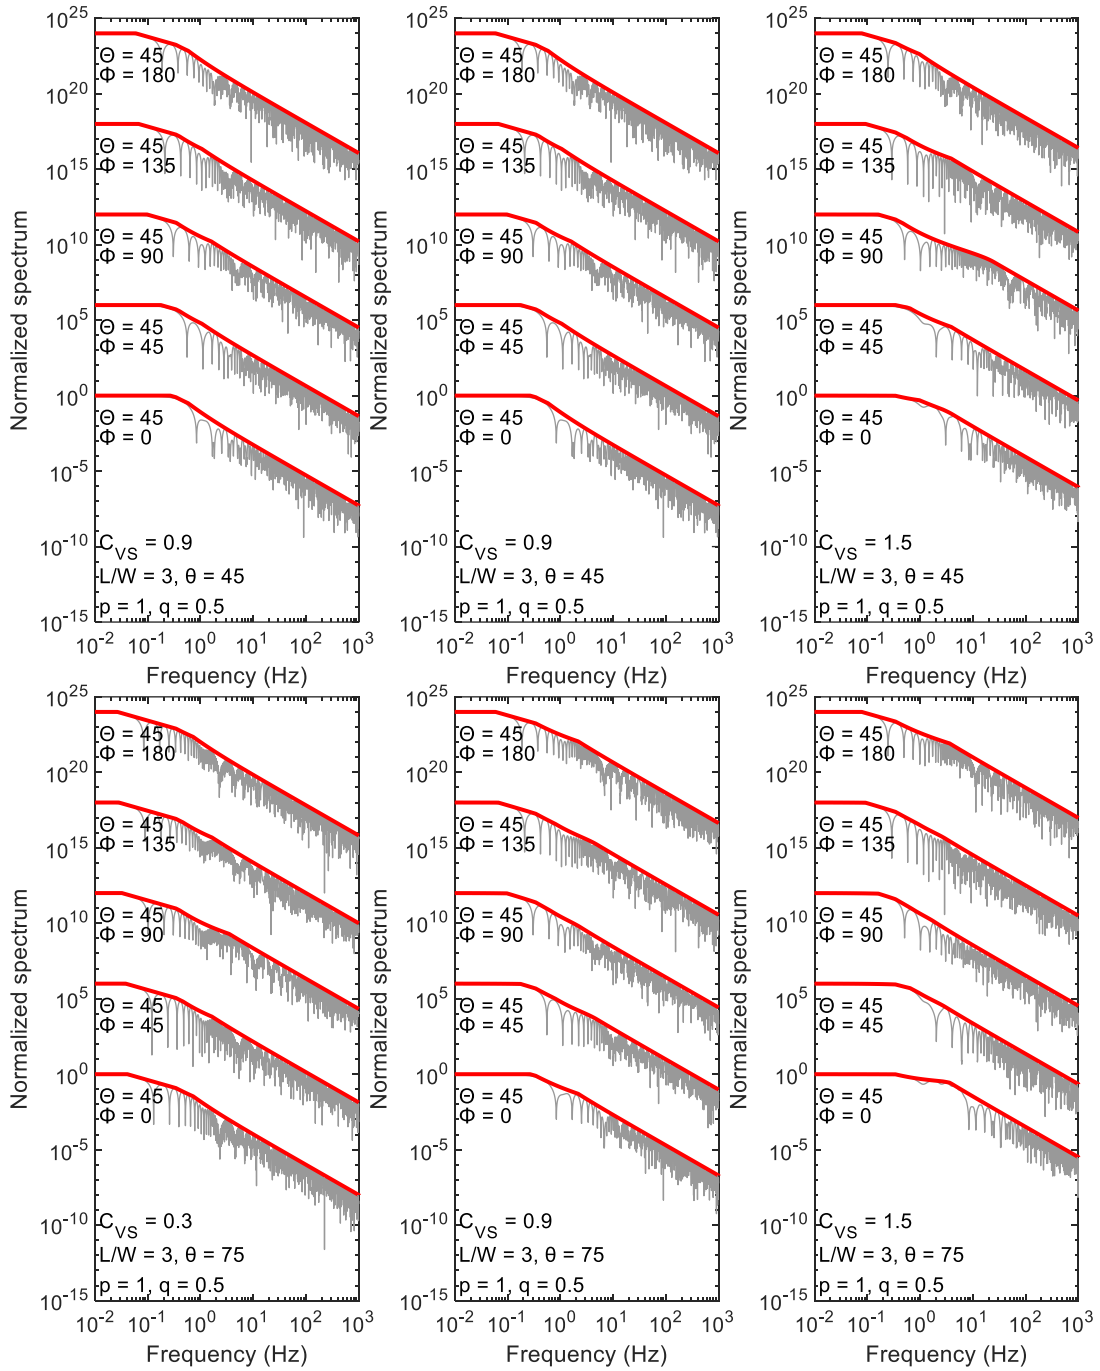 Normalized spectrum
10^25
10^20
10^15
10^10
10^5
10^0
10^-5
10^-10
10^-15
Θ = 45
Φ = 180
Θ = 45
Φ = 135
Θ = 45
Φ = 90
Θ = 45
Φ = 45
Θ = 45
Φ = 0
C_VS = 0.9
L/W = 3, θ = 45
p = 1, q = 0.5
10^-2 10^-1 10^0 10^1 10^2 10^3
Frequency (Hz)
Normalized spectrum
10^25
10^20
10^15
10^10
10^5
10^0
10^-5
10^-10
10^-15
Θ = 45
Φ = 180
Θ = 45
Φ = 135
Θ = 45
Φ = 90
Θ = 45
Φ = 45
Θ = 45
Φ = 0
C_VS = 0.9
L/W = 3, θ = 45
p = 1, q = 0.5
10^-2 10^-1 10^0 10^1 10^2 10^3
Frequency (Hz)
Normalized spectrum
10^25
10^20
10^15
10^10
10^5
10^0
10^-5
10^-10
10^-15
Θ = 45
Φ = 180
Θ = 45
Φ = 135
Θ = 45
Φ = 90
Θ = 45
Φ = 45
Θ = 45
Φ = 0
C_VS = 1.5
L/W = 3, θ = 45
p = 1, q = 0.5
10^-2 10^-1 10^0 10^1 10^2 10^3
Frequency (Hz)
Normalized spectrum
10^25
10^20
10^15
10^10
10^5
10^0
10^-5
10^-10
10^-15
Θ = 45
Φ = 180
Θ = 45
Φ = 135
Θ = 45
Φ = 90
Θ = 45
Φ = 45
Θ = 45
Φ = 0
C_VS = 0.3
L/W = 3, θ = 75
p = 1, q = 0.5
10^-2 10^-1 10^0 10^1 10^2 10^3
Frequency (Hz)
Normalized spectrum
10^25
10^20
10^15
10^10
10^5
10^0
10^-5
10^-10
10^-15
Θ = 45
Φ = 180
Θ = 45
Φ = 135
Θ = 45
Φ = 90
Θ = 45
Φ = 45
Θ = 45
Φ = 0
C_VS = 0.9
L/W = 3, θ = 75
p = 1, q = 0.5
10^-2 10^-1 10^0 10^1 10^2 10^3
Frequency (Hz)
Normalized spectrum
10^25
10^20
10^15
10^10
10^5
10^0
10^-5
10^-10
10^-15
Θ = 45
Φ = 180
Θ = 45
Φ = 135
Θ = 45
Φ = 90
Θ = 45
Φ = 45
Θ = 45
Φ = 0
C_VS = 1.5
L/W = 3, θ = 75
p = 1, q = 0.5
10^-2 10^-1 10^0 10^1 10^2 10^3
Frequency (Hz)